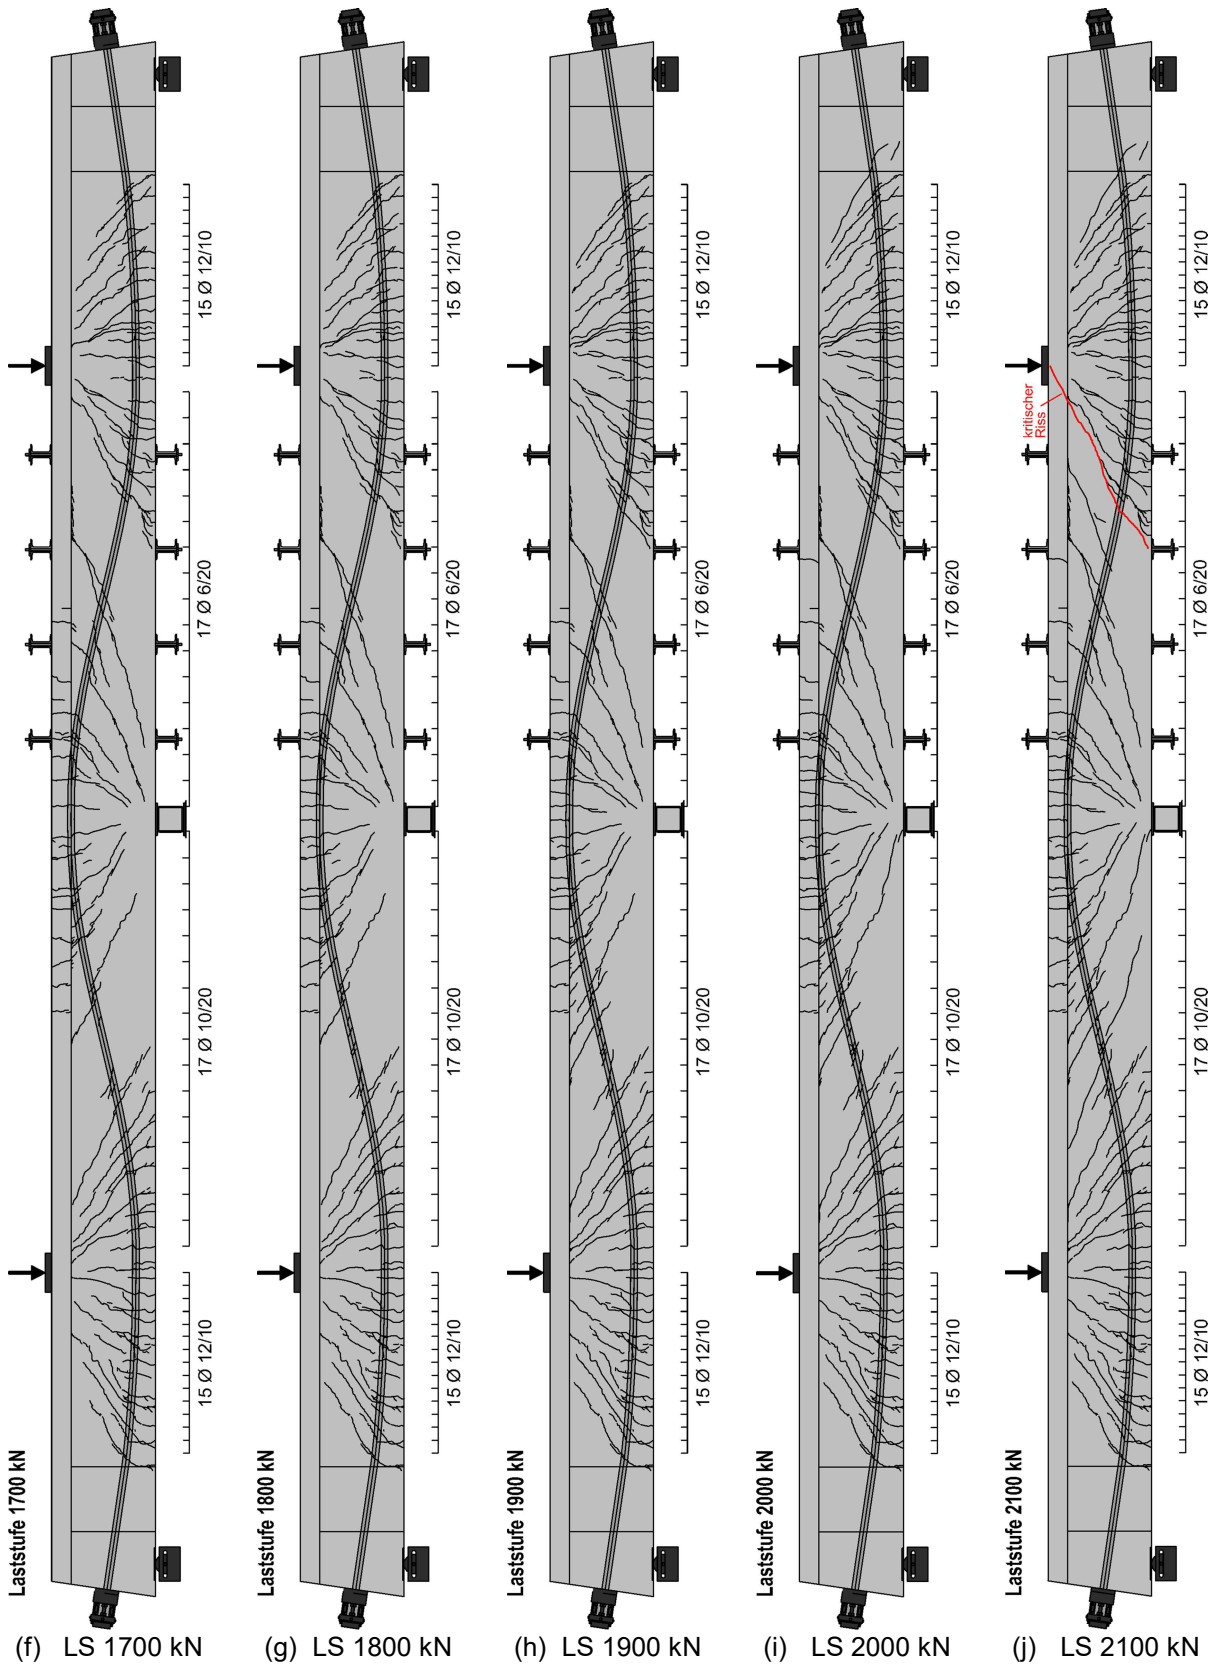 Laststufe 1700 kN
15 Ø 12/10
17 Ø 10/20
17 Ø 6/20
15 Ø 12/10
(f) LS 1700 kN
Laststufe 1800 kN
15 Ø 12/10
17 Ø 10/20
17 Ø 6/20
15 Ø 12/10
(g) LS 1800 kN
Laststufe 1900 kN
15 Ø 12/10
17 Ø 10/20
17 Ø 6/20
15 Ø 12/10
(h) LS 1900 kN
Laststufe 2000 kN
15 Ø 12/10
17 Ø 10/20
17 Ø 6/20
15 Ø 12/10
(i) LS 2000 kN
Laststufe 2100 kN
kritischer
Riss
15 Ø 12/10
17 Ø 10/20
17 Ø 6/20
15 Ø 12/10
(j) LS 2100 kN